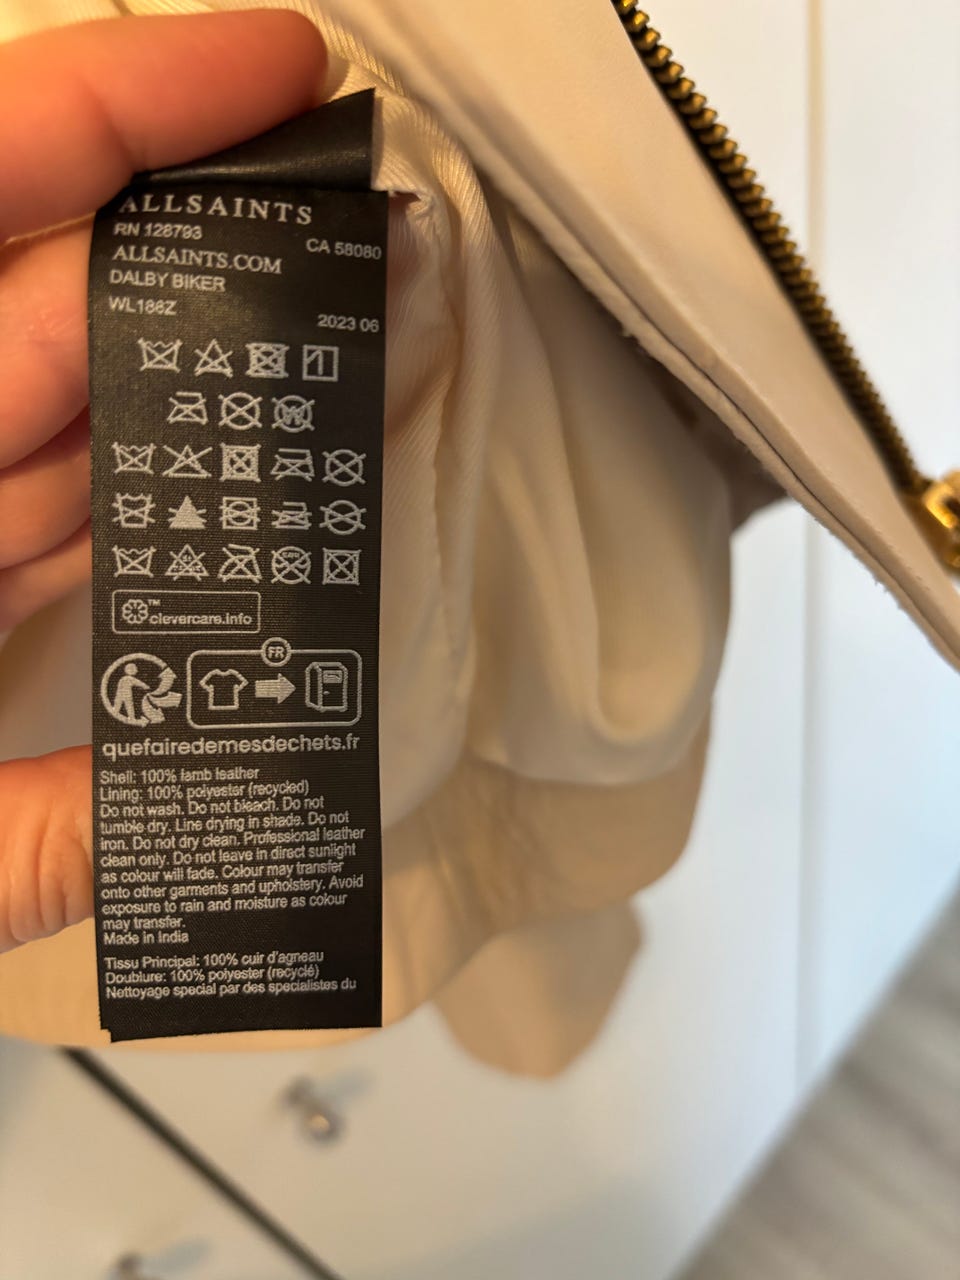 ALLSAINTS
RN 128793
CA 58080
ALLSAINTS.COM
DALBY BIKER
WL186Z
2023 06
W
™
clevercare.info
FR
quefairedemesdechets.fr
Shell: 100% lamb leather
Lining: 100% polyester (recycled)
Do not wash. Do not bleach. Do not
tumble dry. Line drying in shade. Do not
iron. Do not dry clean. Professional leather
clean only. Do not leave in direct sunlight
as colour will fade. Colour may transfer
onto other garments and upholstery. Avoid
exposure to rain and moisture as colour
may transfer.
Made in India
Tissu Principal: 100% cuir d'agneau
Doublure: 100% polyester (recyclé)
Nettoyage special par des specialistes du